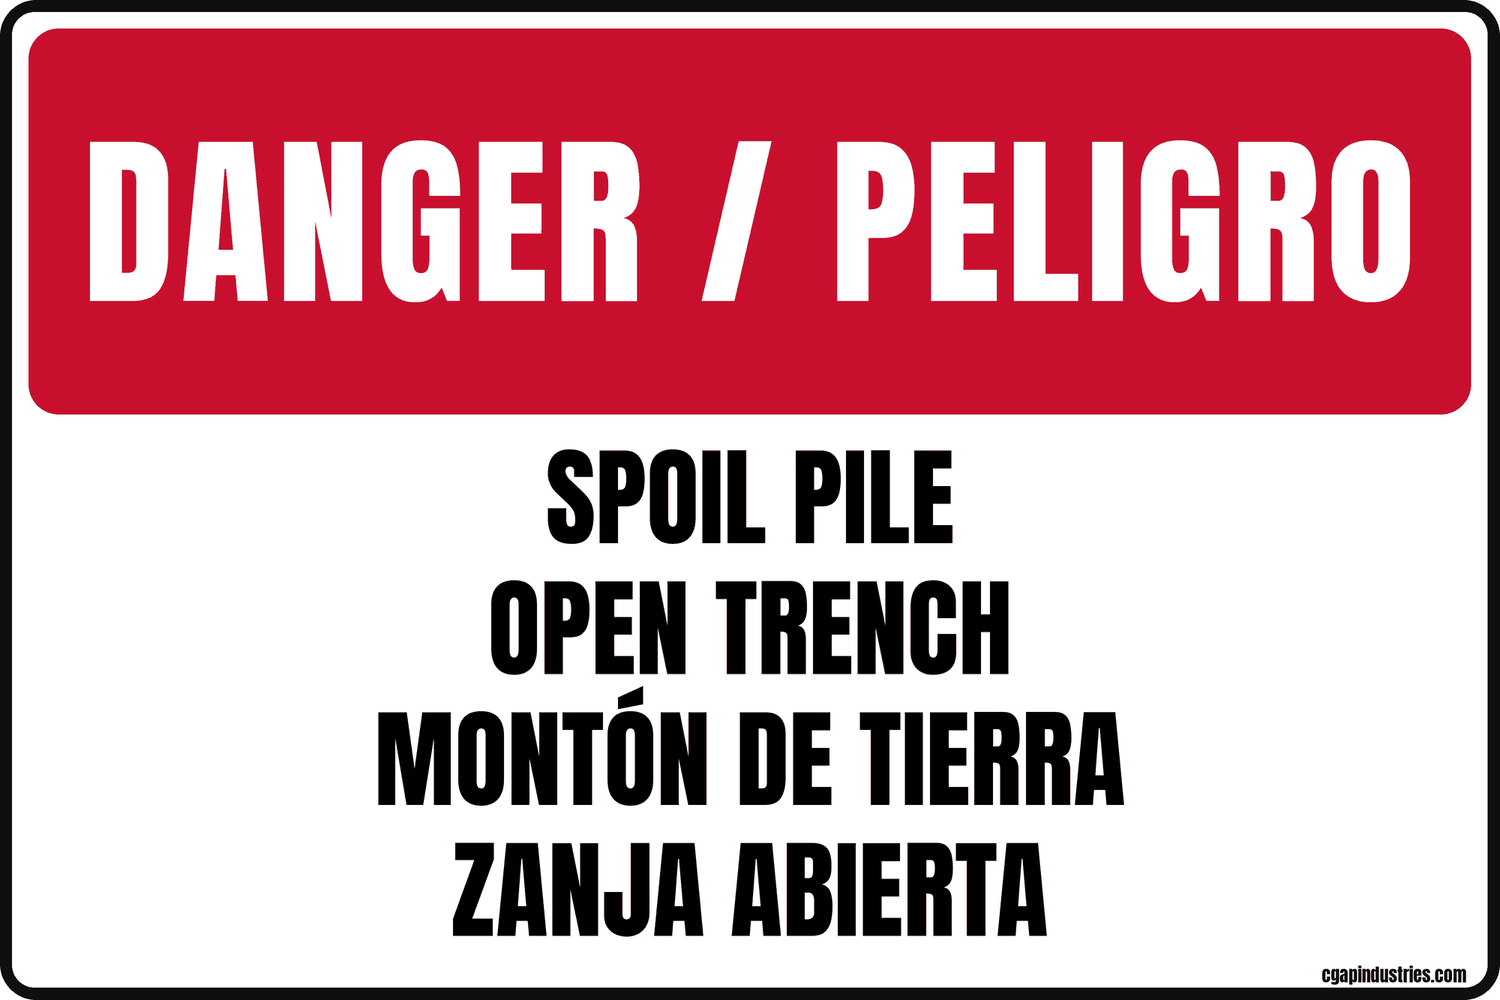 DANGER / PELIGRO
SPOIL PILE
OPEN TRENCH
MONTÓN DE TIERRA
ZANJA ABIERTA
cgapindustries.com